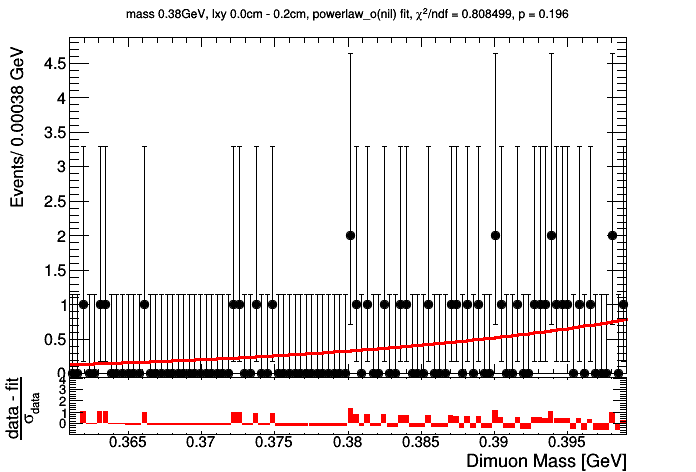 mass 0.38GeV, lxy 0.0cm - 0.2cm, powerlaw_o(nil) fit, χ²/ndf = 0.808499, p = 0.196
Events/ 0.00038 GeV
4.5
4
3.5
3
2.5
2
1.5
1
0.5
0
data - fit
σdata
4
3
2
1
0
0.365 0.37 0.375 0.38 0.385 0.39 0.395
Dimuon Mass [GeV]